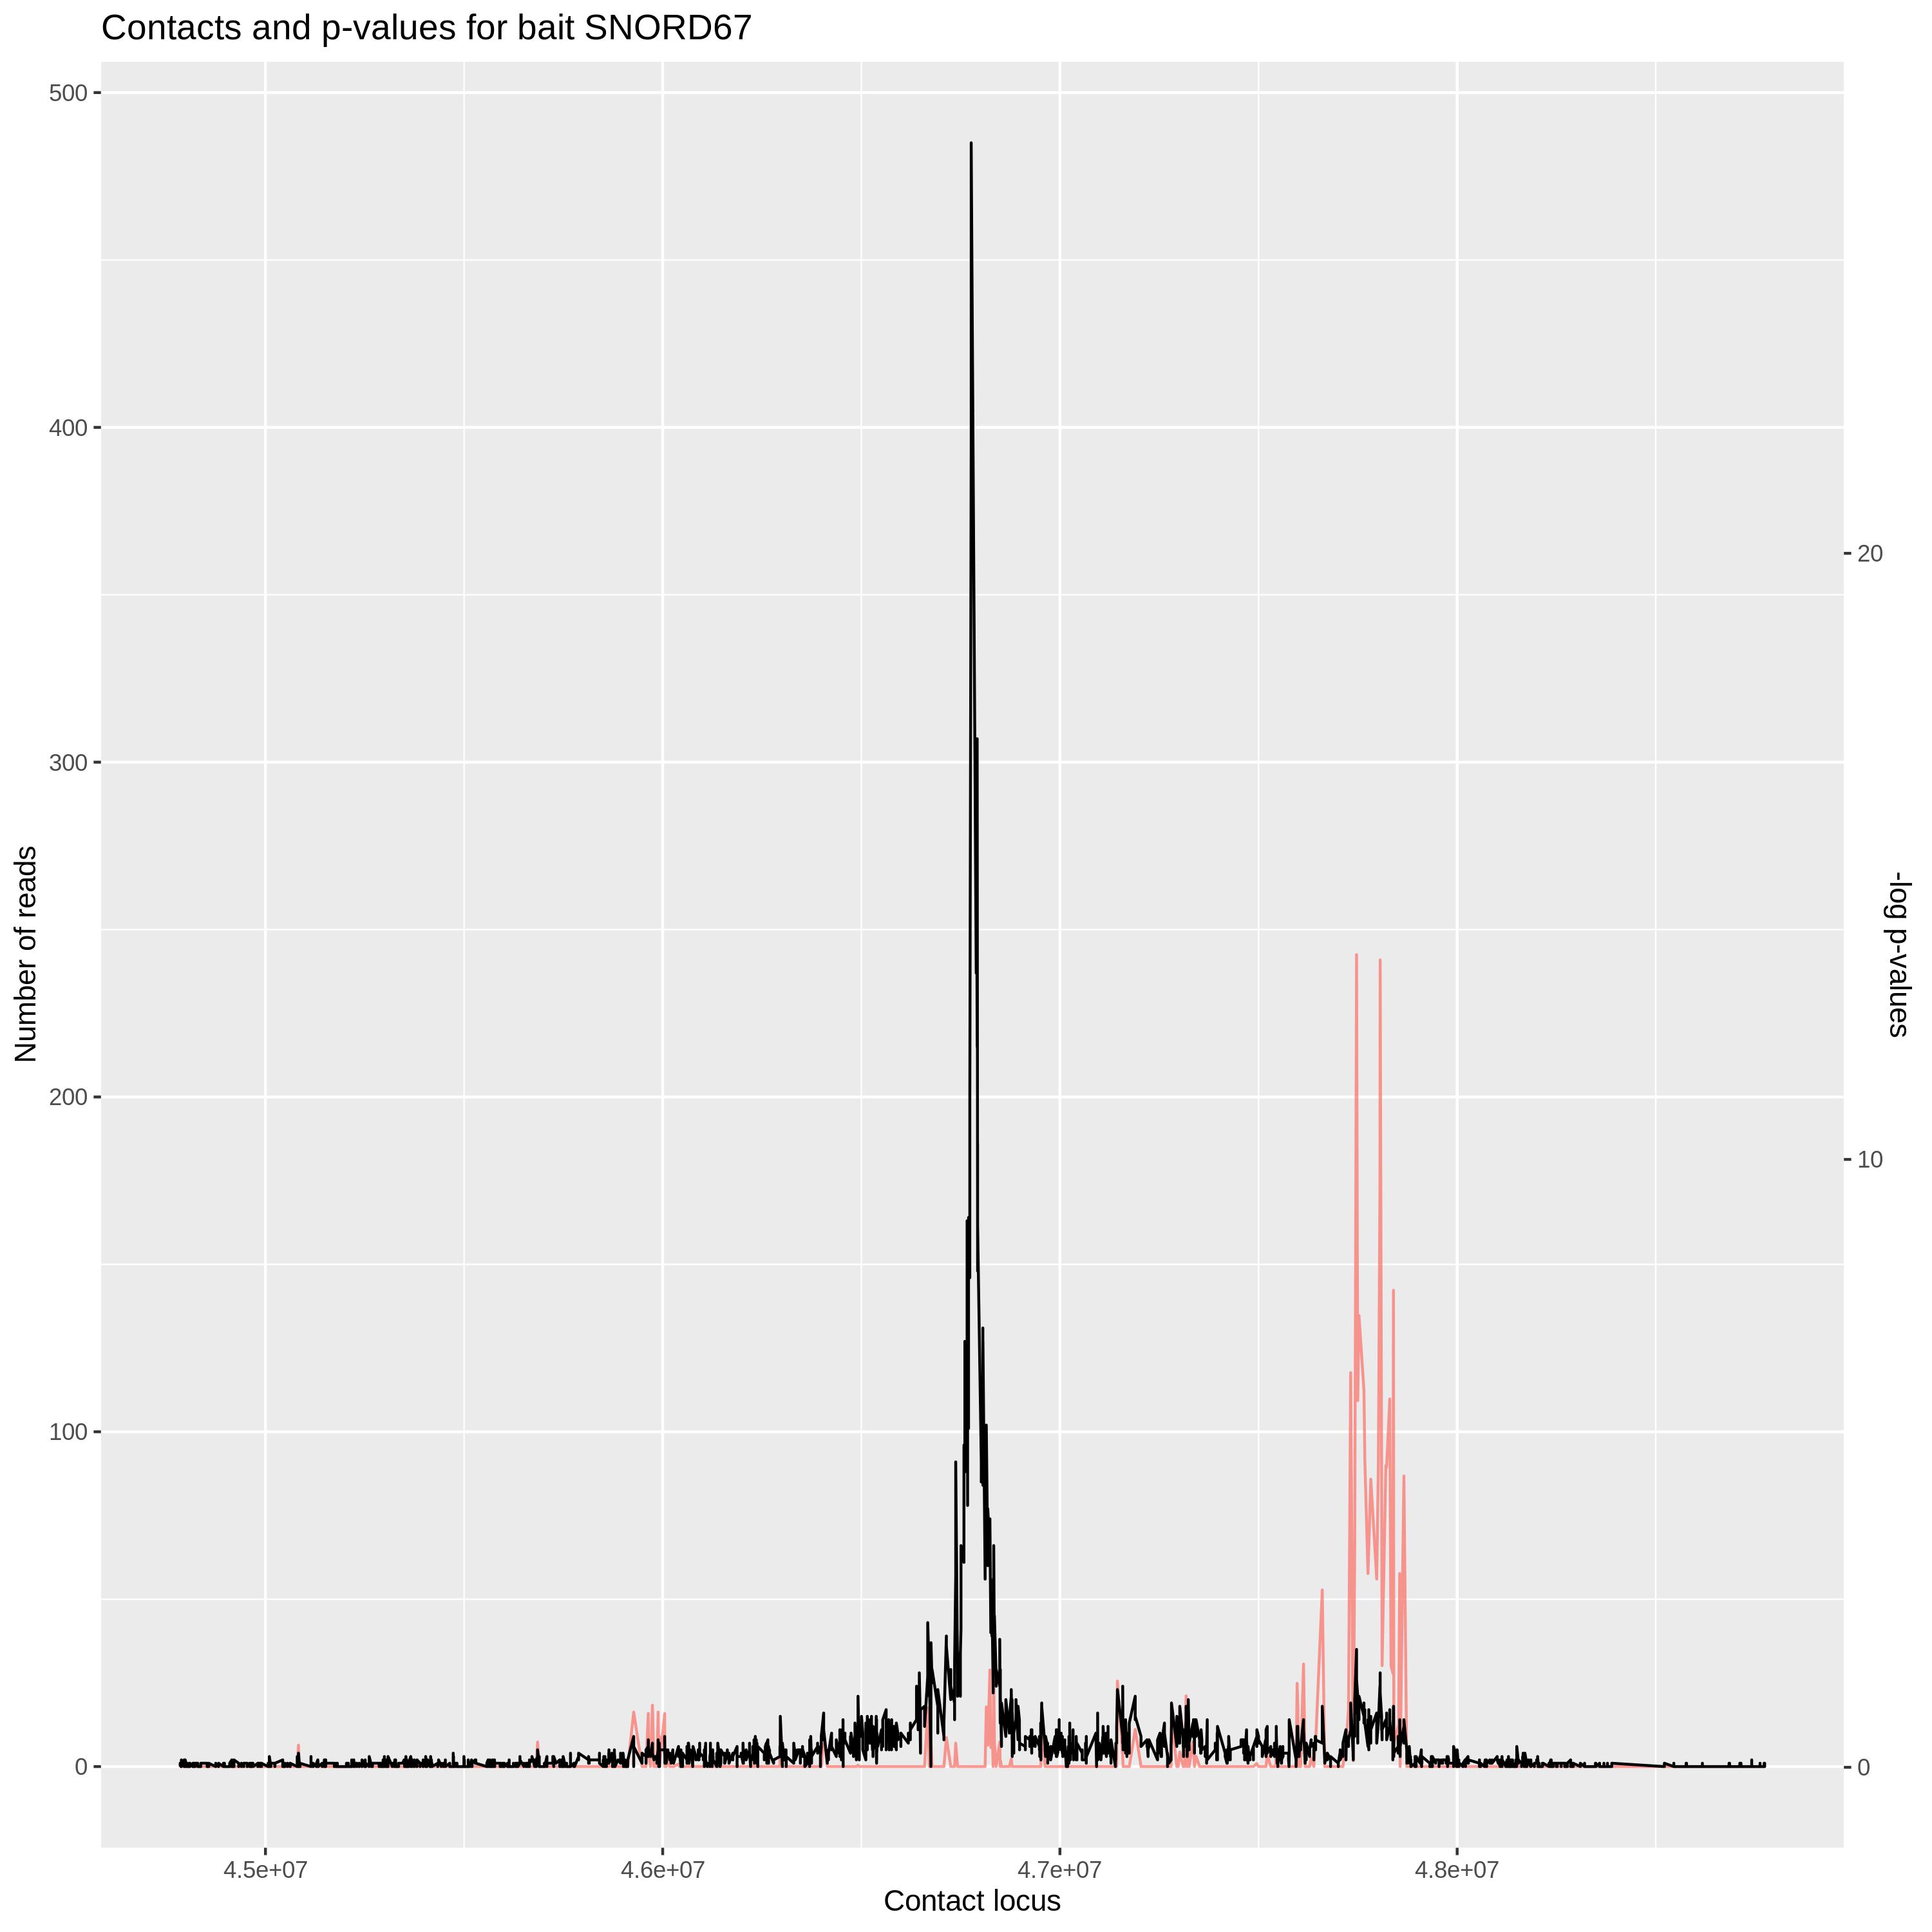 Contacts and p-values for bait SNORD67
500
400
300
200
100
0
Number of reads
20
10
0
-log p-values
4.5e+07
4.6e+07
4.7e+07
4.8e+07
Contact locus